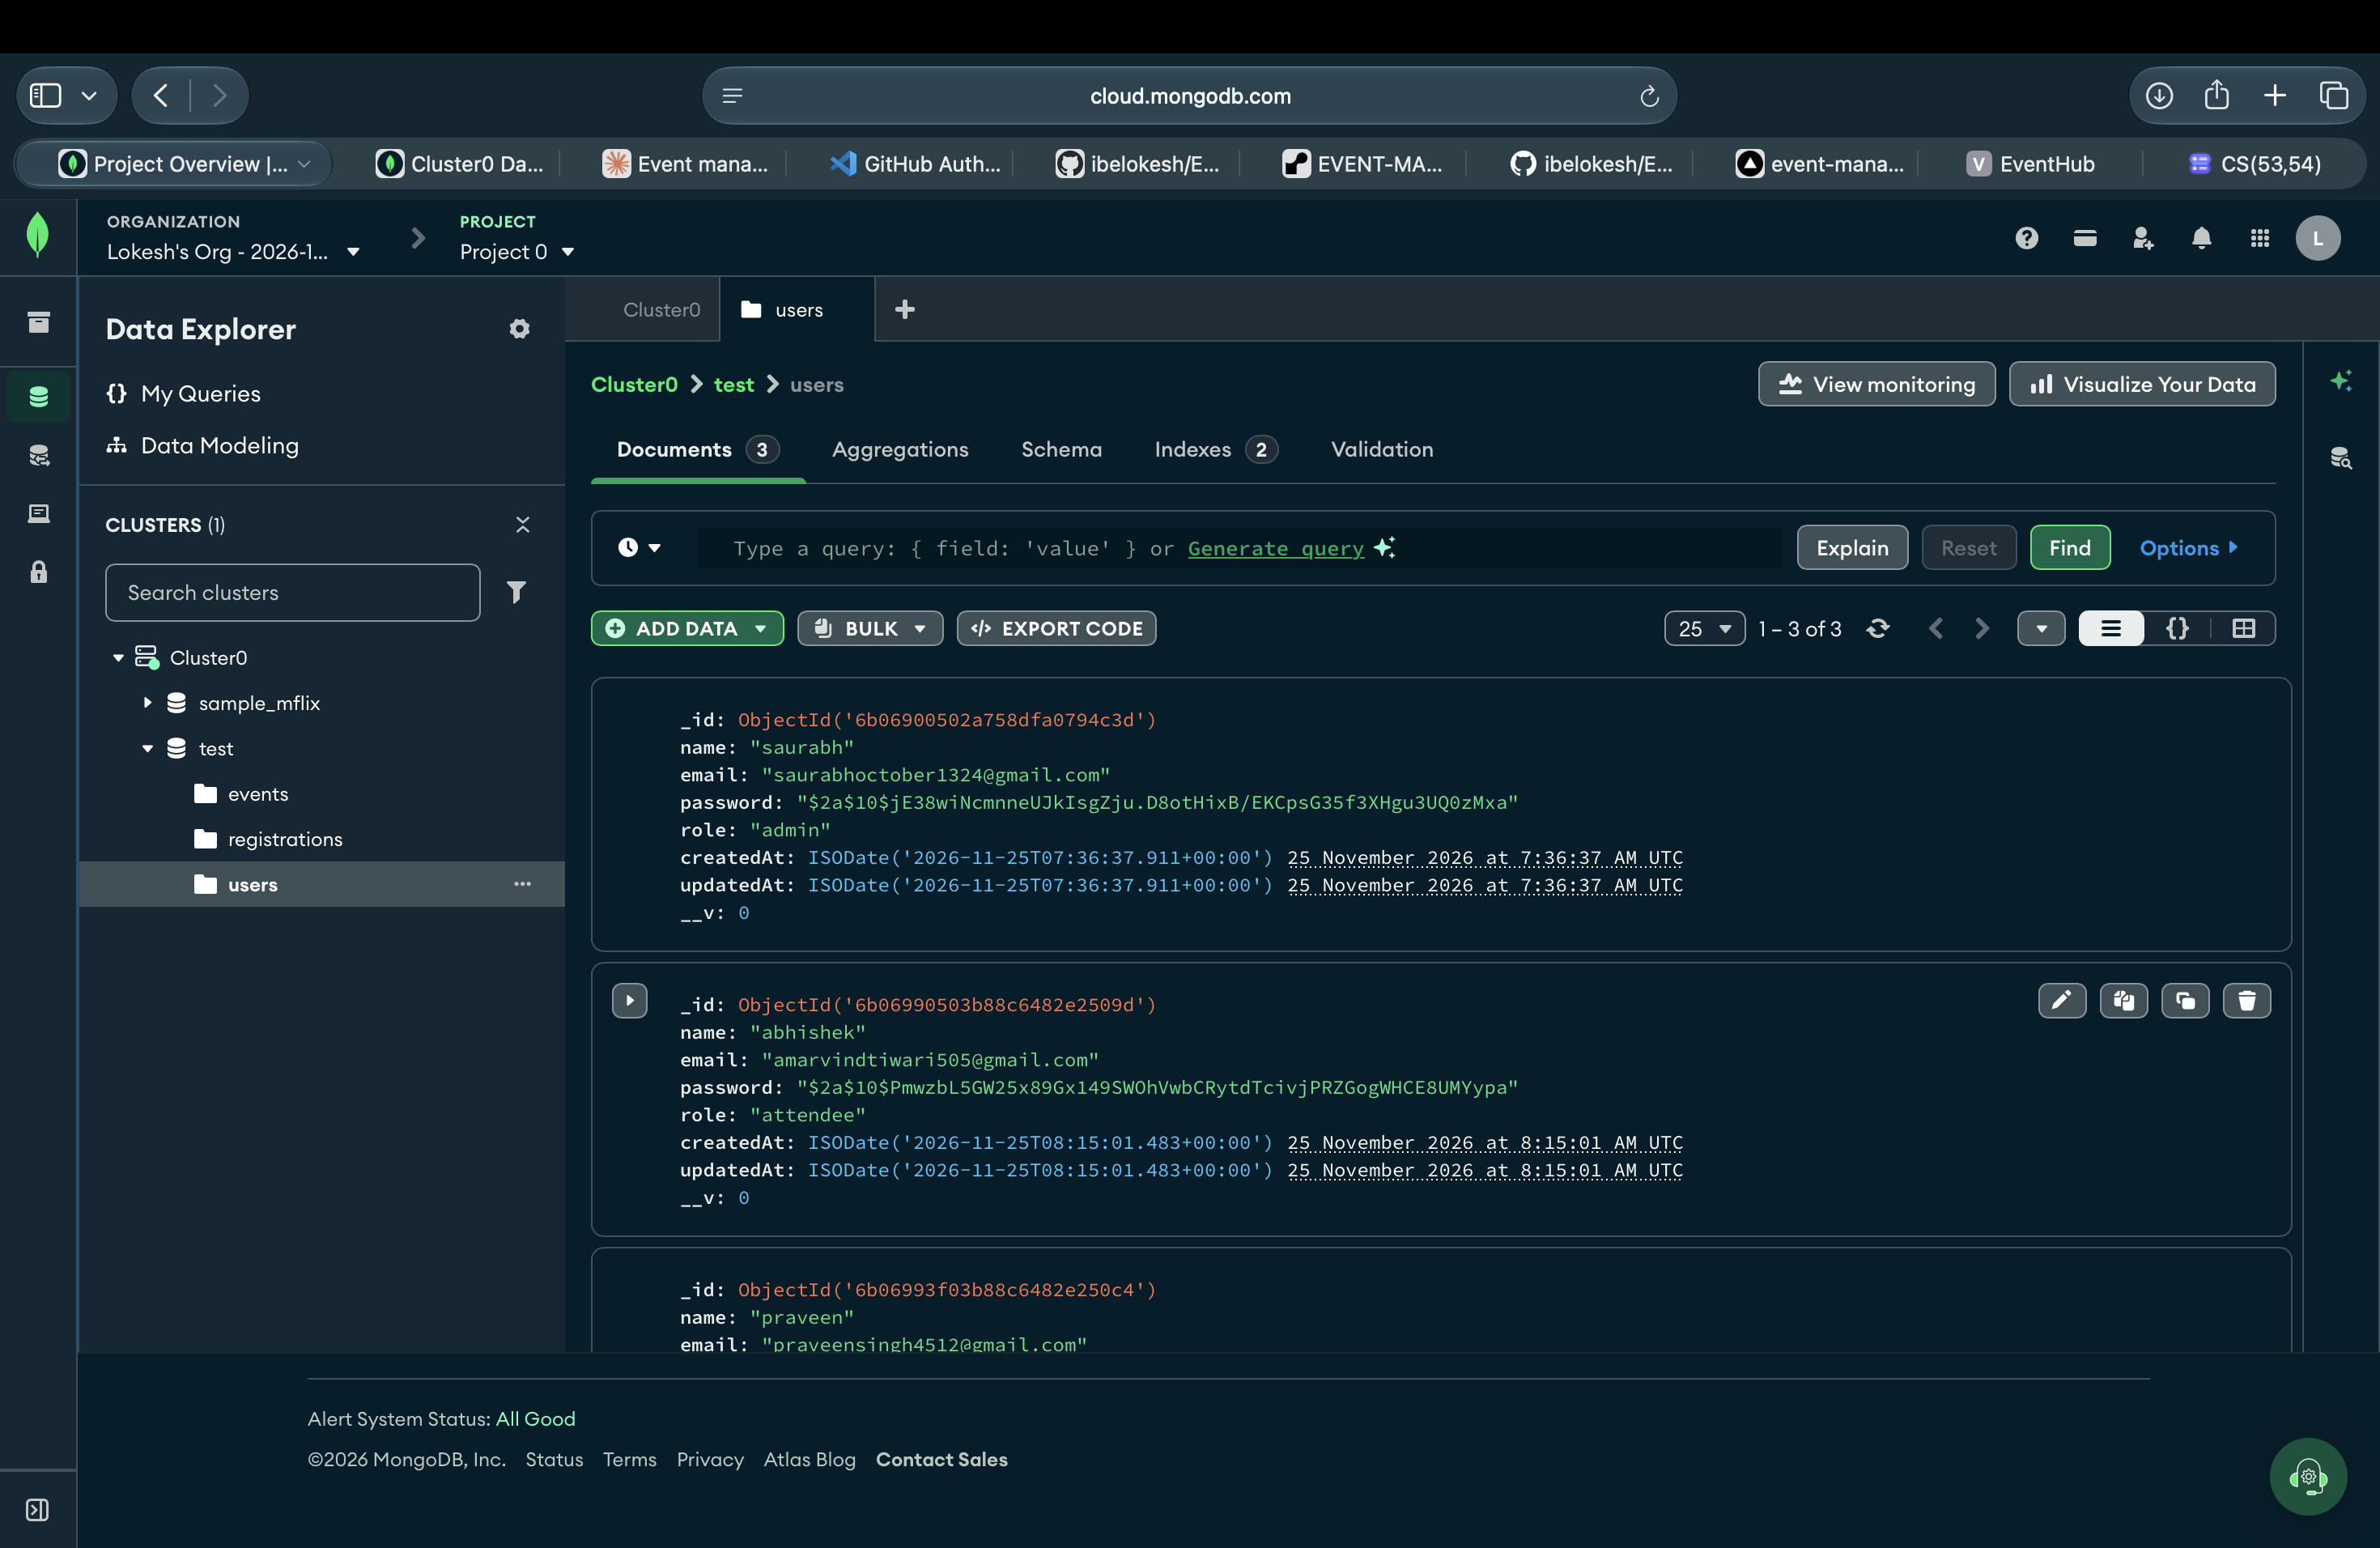 cloud.mongodb.com
Project Overview |...
Cluster0 Da...
Event mana...
GitHub Auth...
ibelokesh/E...
EVENT-MA...
ibelokesh/E...
event-mana...
V EventHub
CS(53,54)
ORGANIZATION
Lokesh's Org - 2026-1...
PROJECT
Project 0
L
Data Explorer
My Queries
Data Modeling
CLUSTERS (1)
Search clusters
Cluster0
sample_mflix
test
events
registrations
users
Cluster0
users
Cluster0 > test > users
View monitoring
Visualize Your Data
Documents 3
Aggregations
Schema
Indexes 2
Validation
Type a query: { field: 'value' } or Generate query
Explain
Reset
Find
Options
ADD DATA
BULK
EXPORT CODE
25
1 – 3 of 3
_id: ObjectId('6b06900502a758dfa0794c3d')
name: "saurabh"
email: "saurabhoctober1324@gmail.com"
password: "$2a$10$jE38wiNcmnneUJkIsgZju.D8otHixB/EKCpsG35f3XHgu3UQ0zMxa"
role: "admin"
createdAt: ISODate('2026-11-25T07:36:37.911+00:00') 25 November 2026 at 7:36:37 AM UTC
updatedAt: ISODate('2026-11-25T07:36:37.911+00:00') 25 November 2026 at 7:36:37 AM UTC
__v: 0
_id: ObjectId('6b06990503b88c6482e2509d')
name: "abhishek"
email: "amarvindtiwari505@gmail.com"
password: "$2a$10$PmwzbL5GW25x89Gx149SWOhVwbCRytdTcivjPRZGogWHCE8UMYypa"
role: "attendee"
createdAt: ISODate('2026-11-25T08:15:01.483+00:00') 25 November 2026 at 8:15:01 AM UTC
updatedAt: ISODate('2026-11-25T08:15:01.483+00:00') 25 November 2026 at 8:15:01 AM UTC
__v: 0
_id: ObjectId('6b06993f03b88c6482e250c4')
name: "praveen"
email: "praveensingh4512@gmail.com"
Alert System Status: All Good
©2026 MongoDB, Inc.
Status
Terms
Privacy
Atlas Blog
Contact Sales